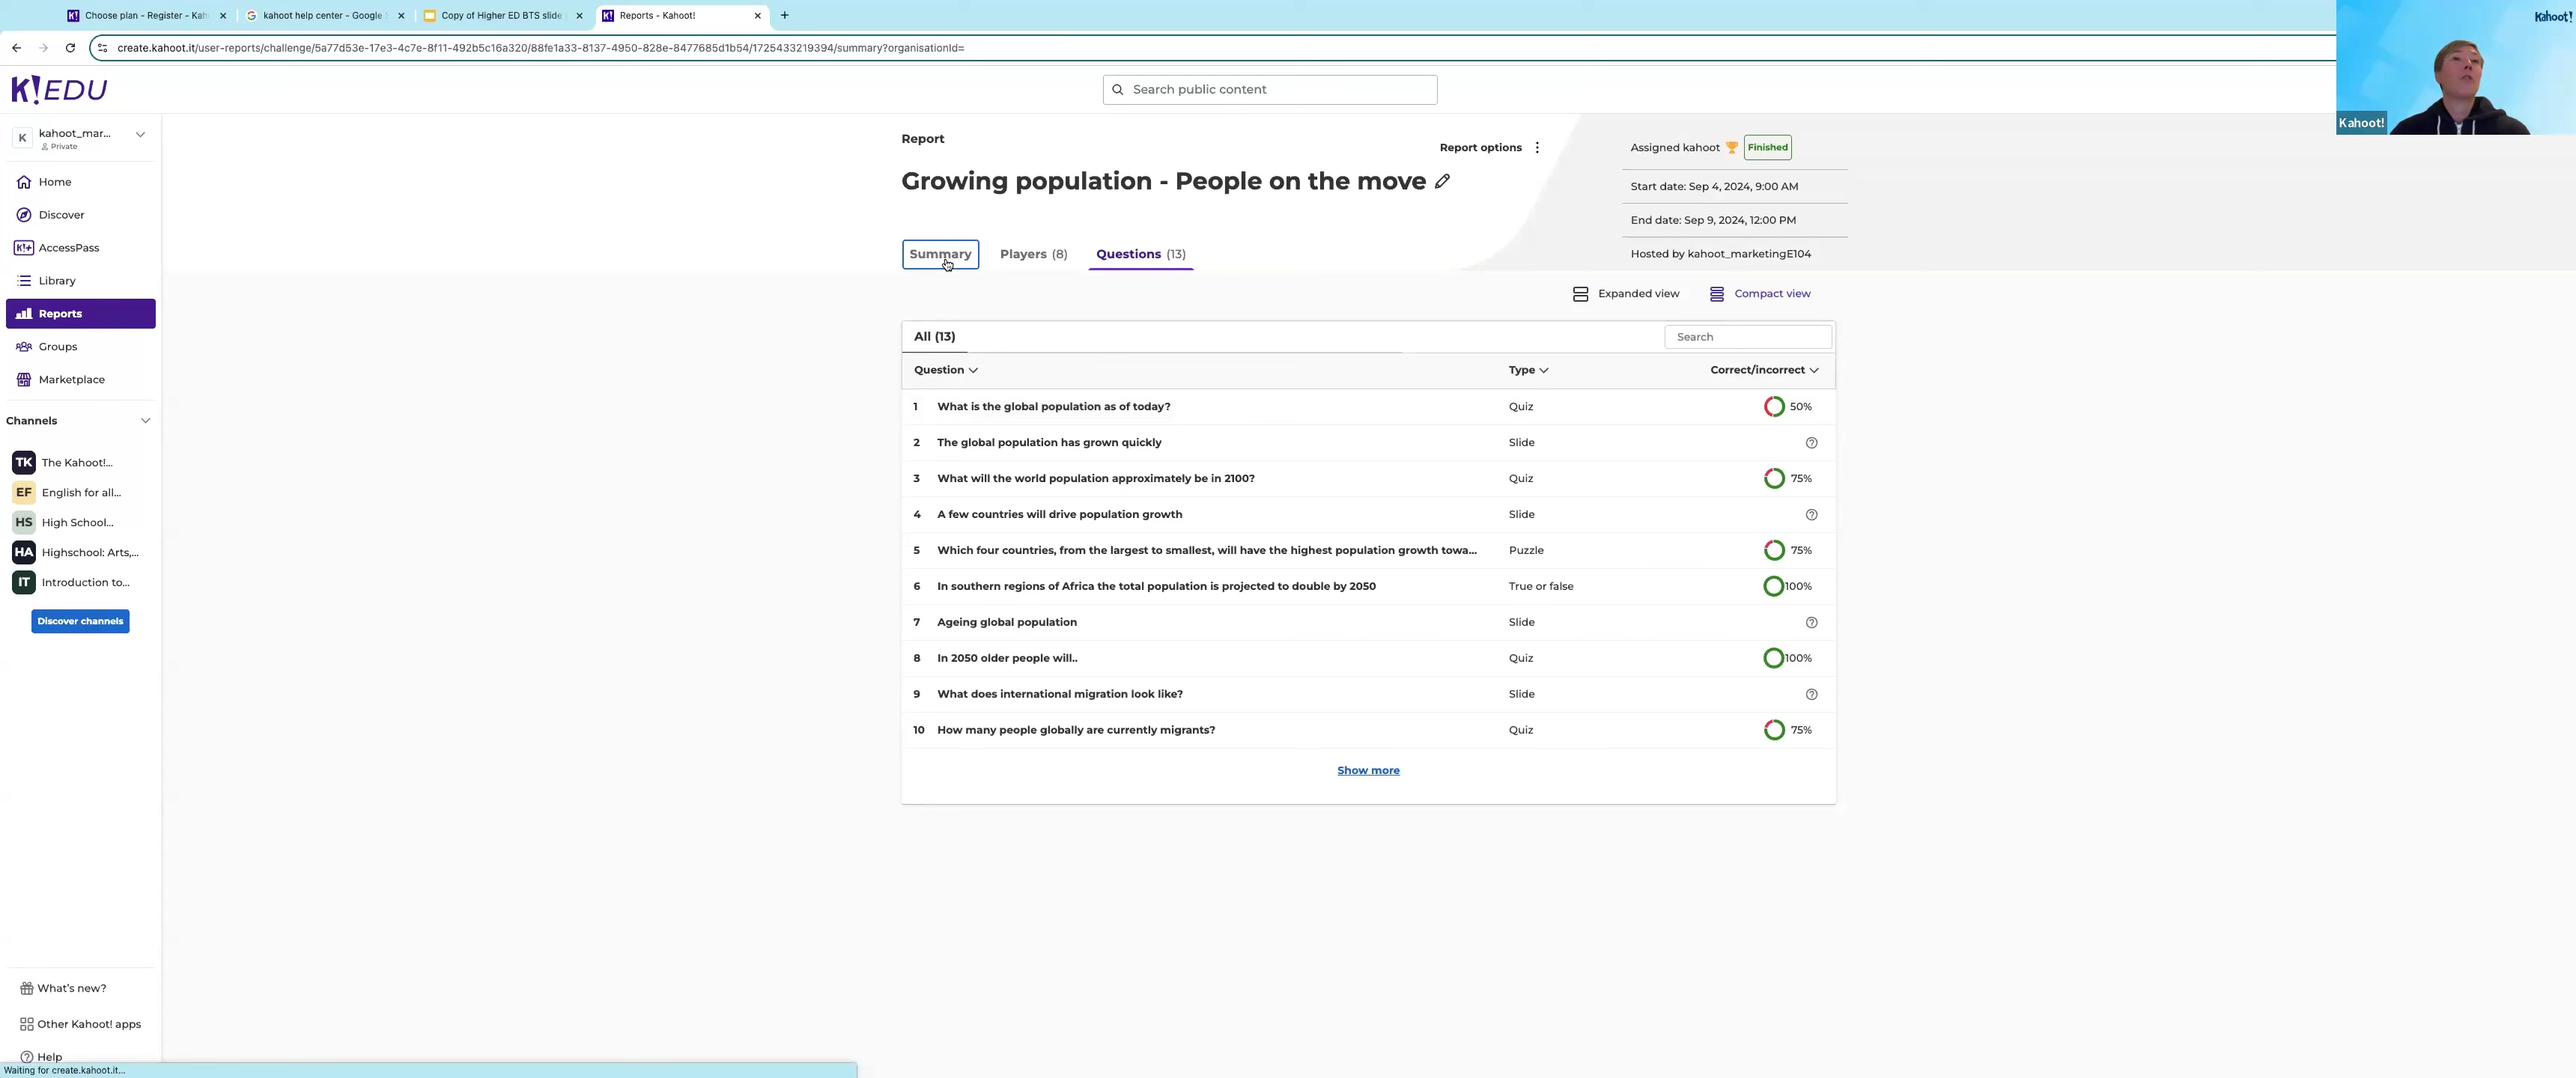 Choose plan - Register - Kah
kahoot help center - Google
Copy of Higher ED BTS slide
Reports - Kahoot!
create.kahoot.it/user-reports/challenge/5a77d53e-17e3-4c7e-8f11-492b5c16a320/88fe1a33-8137-4950-828e-8477685d1b54/1725433219394/summary?organisationId=
Kahoot!
Kahoot!
K!EDU
Search public content
K
kahoot_mar...
Private
Home
Discover
K!+ AccessPass
Library
Reports
Groups
Marketplace
Channels
TK The Kahoot!...
EF English for all...
HS High School...
HA Highschool: Arts,...
IT Introduction to...
Discover channels
What's new?
Other Kahoot! apps
Help
Waiting for create.kahoot.it...
Report
Report options
Growing population - People on the move
Assigned kahoot Finished
Start date: Sep 4, 2024, 9:00 AM
End date: Sep 9, 2024, 12:00 PM
Hosted by kahoot_marketingE104
Summary Players (8) Questions (13)
Expanded view Compact view
All (13) Search
Question Type Correct/incorrect
1 What is the global population as of today? Quiz 50%
2 The global population has grown quickly Slide
3 What will the world population approximately be in 2100? Quiz 75%
4 A few countries will drive population growth Slide
5 Which four countries, from the largest to smallest, will have the highest population growth towa... Puzzle 75%
6 In southern regions of Africa the total population is projected to double by 2050 True or false 100%
7 Ageing global population Slide
8 In 2050 older people will.. Quiz 100%
9 What does international migration look like? Slide
10 How many people globally are currently migrants? Quiz 75%
Show more